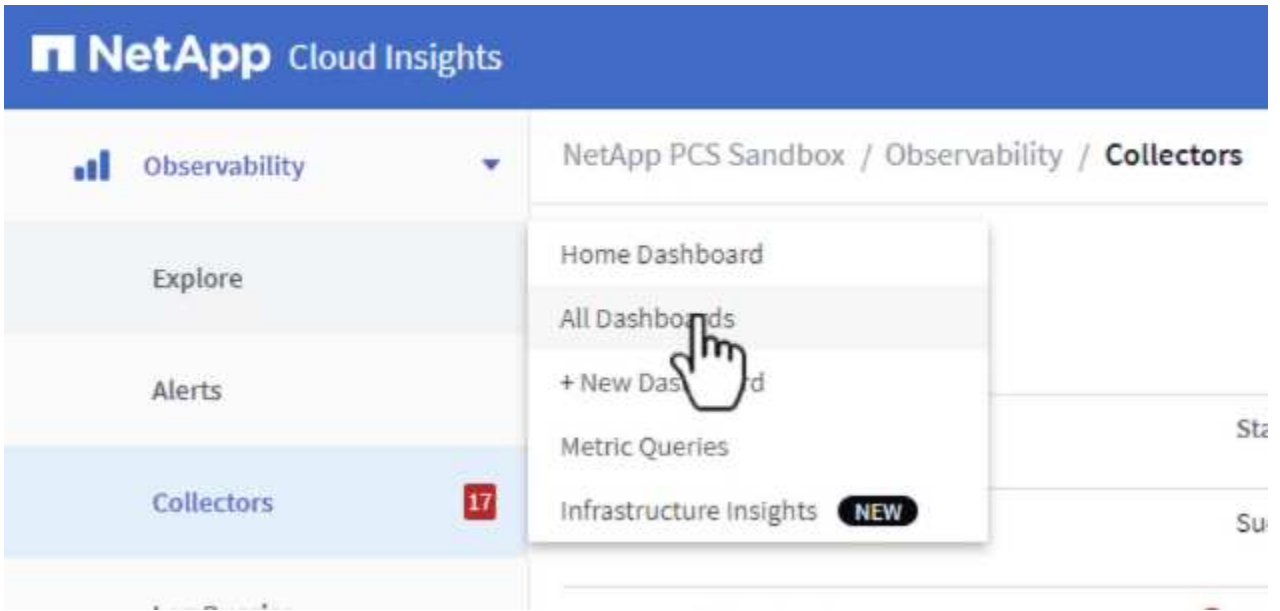 NetApp Cloud Insights
Observability
NetApp PCS Sandbox / Observability / Collectors
Explore
Home Dashboard
All Dashboards
+ New Dashboard
Metric Queries
Infrastructure Insights NEW
Alerts
Collectors 17